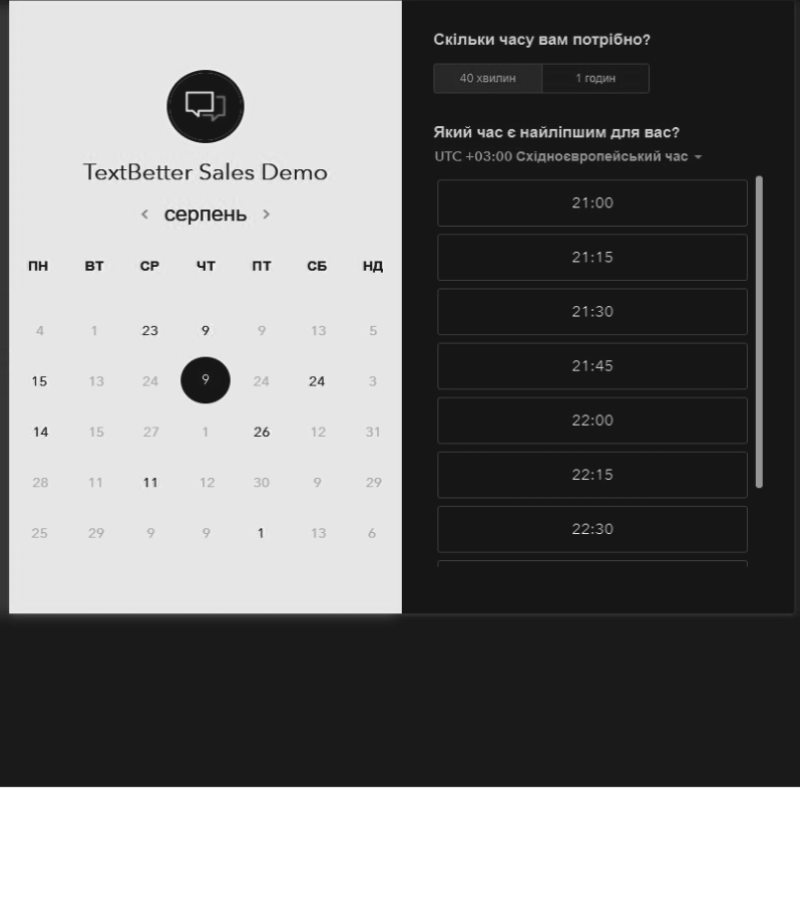 TextBetter Sales Demo
серпень
ПН ВТ СР ЧТ ПТ СБ НД
4 1 23 9 9 13 5
15 13 24 9 24 24 3
14 15 27 1 26 12 31
28 11 11 12 30 9 29
25 29 9 9 1 13 6
Скільки часу вам потрібно?
40 хвилин 1 годин
Який час є найліпшим для вас?
UTC +03:00 Східноєвропейський час
21:00
21:15
21:30
21:45
22:00
22:15
22:30